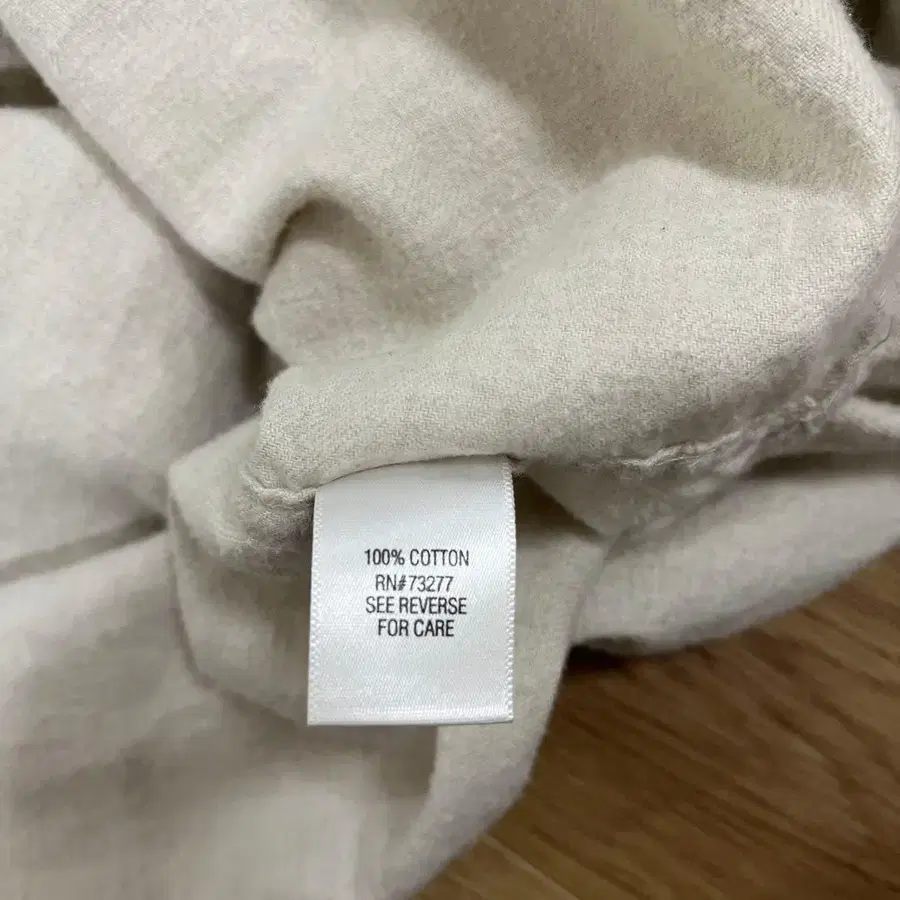 100% COTTON
RN#73277
SEE REVERSE
FOR CARE